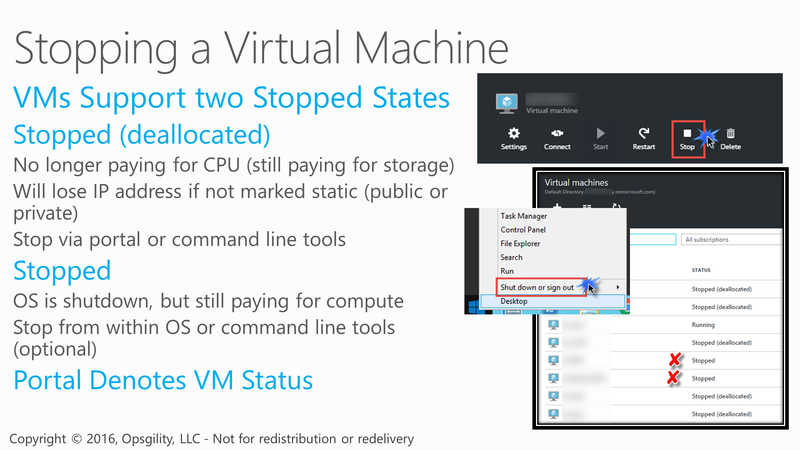 Stopping a Virtual Machine
VMs Support two Stopped States
Stopped (deallocated)
No longer paying for CPU (still paying for storage)
Will lose IP address if not marked static (public or
private)
Stop via portal or command line tools
Stopped
OS is shutdown, but still paying for compute
Stop from within OS or command line tools
(optional)
Portal Denotes VM Status
Virtual machine
Settings Connect Start Restart Stop Delete
Virtual machines
Default Directory ( y.onmicrosoft.com)
All subscriptions
STATUS
Stopped (deallocated)
Stopped (deallocated)
Running
Stopped (deallocated)
Stopped
Stopped
Stopped (deallocated)
Stopped (deallocated)
Task Manager
Control Panel
File Explorer
Search
Run
Shut down or sign out
Desktop
Copyright © 2016, Opsgility, LLC - Not for redistribution or redelivery